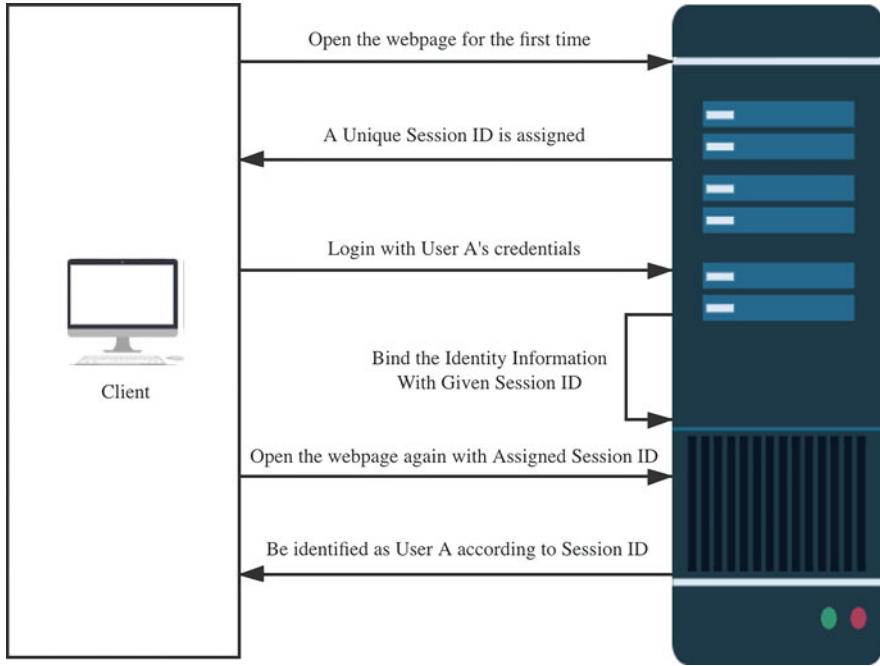 Open the webpage for the first time
A Unique Session ID is assigned
Login with User A's credentials
Bind the Identity Information
With Given Session ID
Client
Open the webpage again with Assigned Session ID
Be identified as User A according to Session ID